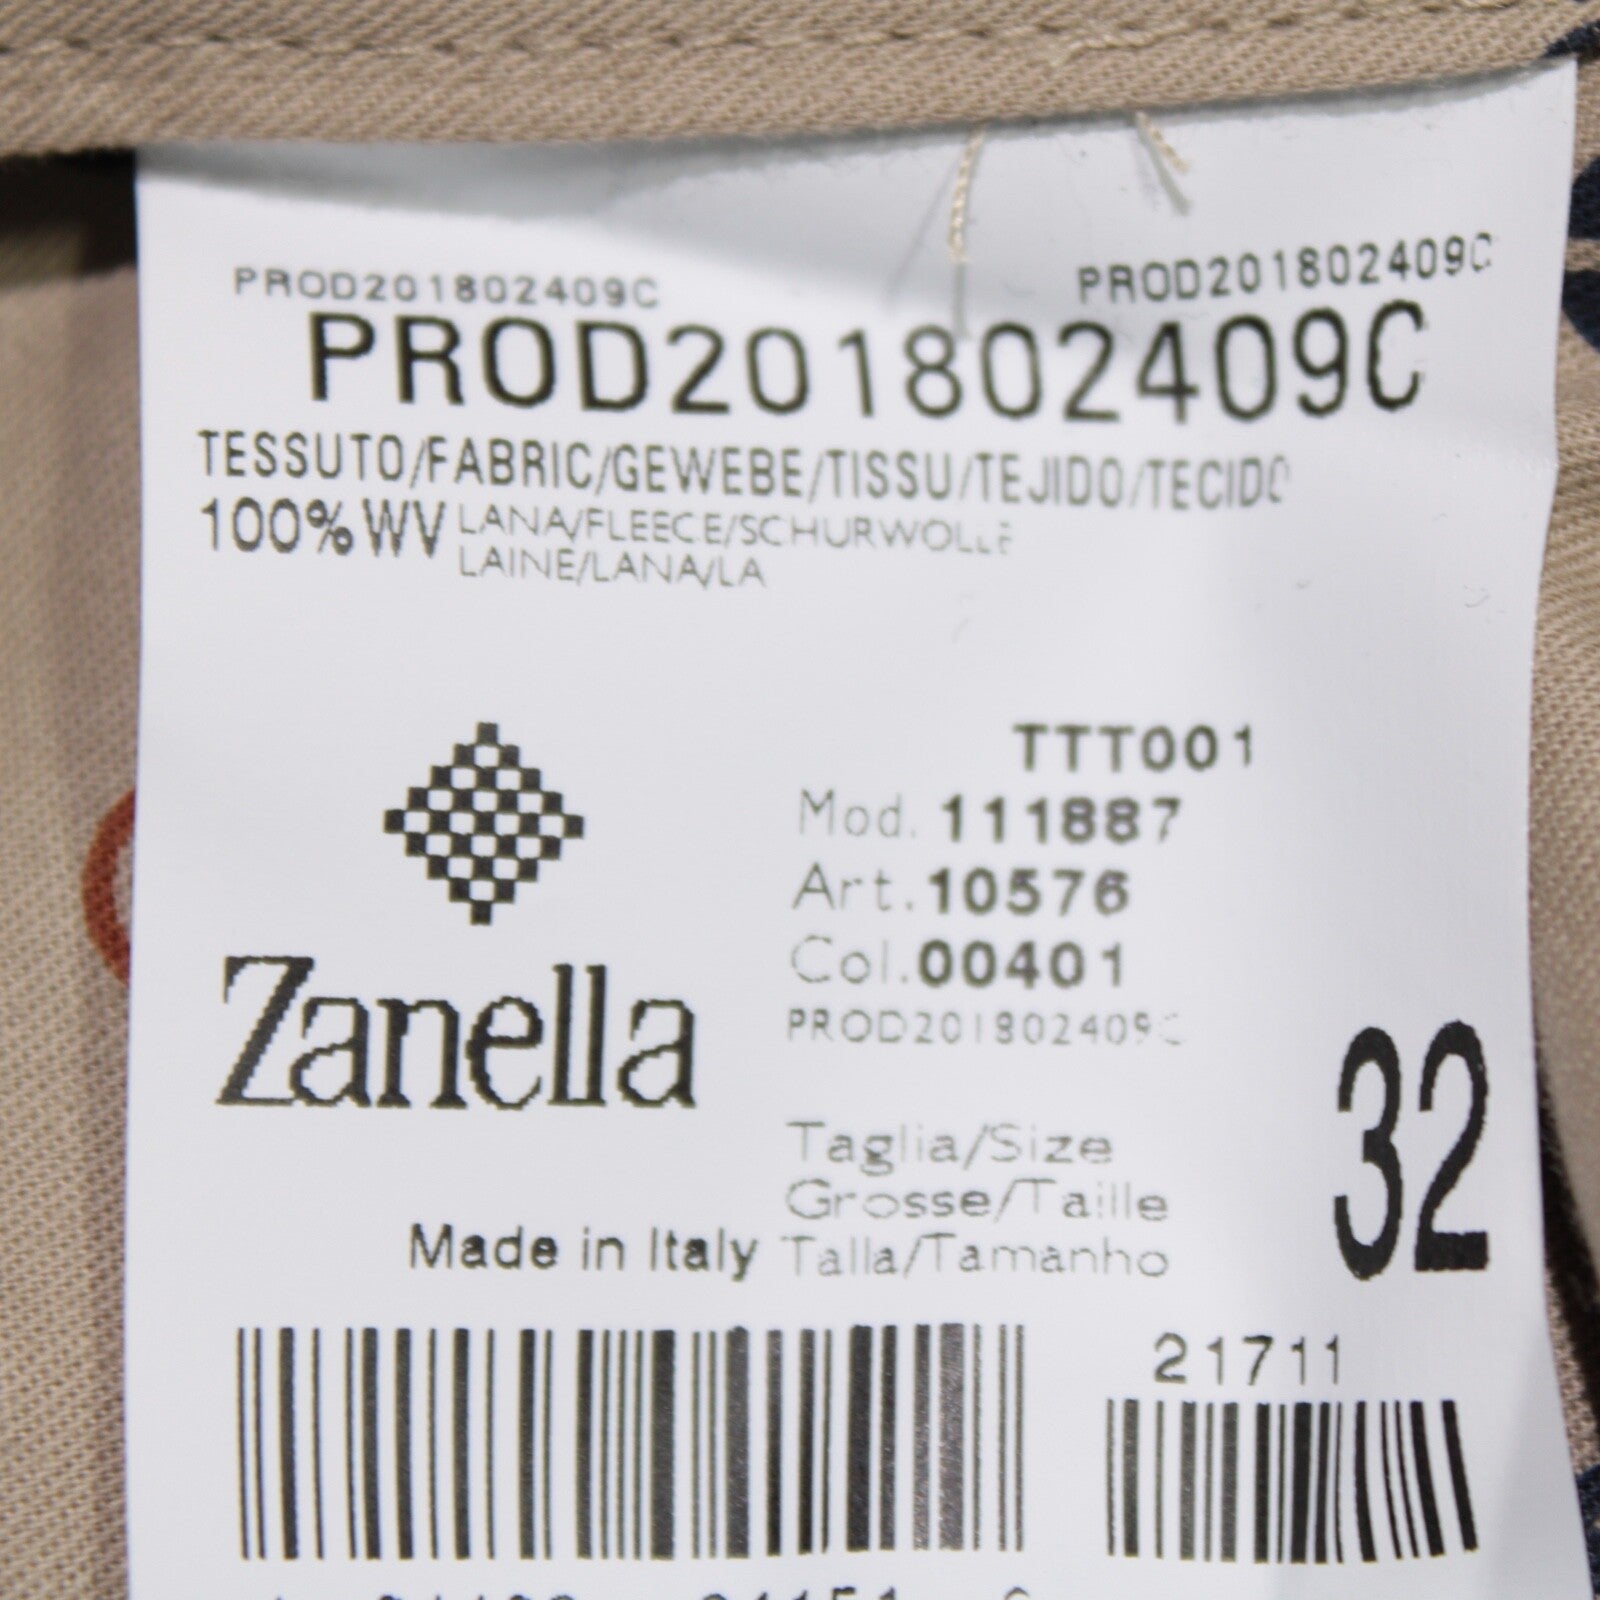 PROD201802409C PROD201802409C
PROD201802409C
TESSUTO/FABRIC/GEWEBE/TISSU/TEJIDO/TECIDO
100% WV LANA/FLEECE/SCHURWOLLE
LAINE/LANA/LA
TTT001
Mod. 111887
Art. 10576
Col. 00401
PROD201802409C
Zanella
Taglia/Size
Grosse/Taille
Made in Italy Talla/Tamanho
32
21711